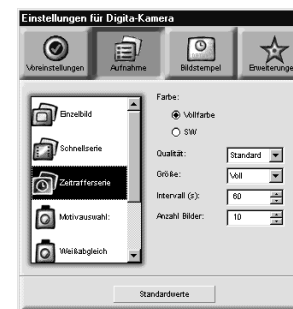 Einstellungen für Digita-Kamera
Voreinstellungen
Aufnahme
Bildstempel
Erweiterunge
Einzelbild
Schnellserie
Zeitrafferserie
Motivauswahl:
Weißabgleich
Farbe:
Vollfarbe
SW
Qualität: Standard
Größe: Voll
Intervall (s): 60
Anzahl Bilder: 10
Standardwerte